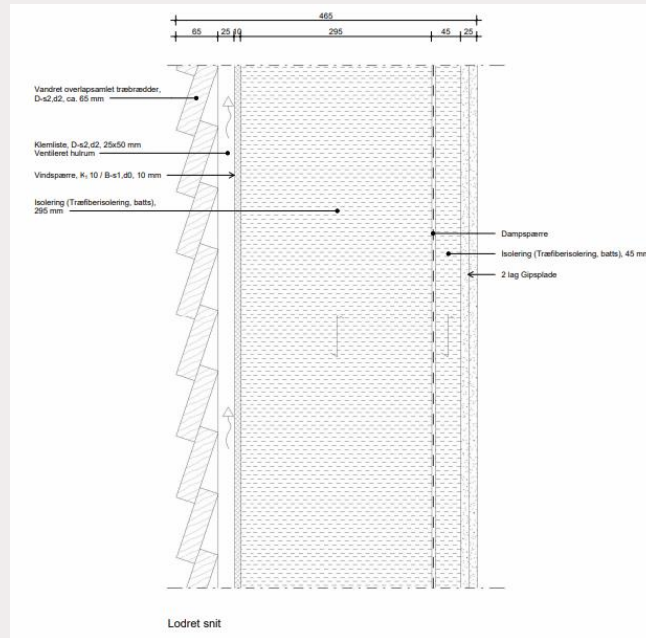 465
65 25 10 295 45 25
Vandret overlapsamlet træbrædder,
D-s2,d2, ca. 65 mm
Klemliste, D-s2,d2, 25x50 mm
Ventileret hulrum
Vindspærre, K₁ 10 / B-s1,d0, 10 mm
Isolering (Træfiberisolering, batts),
295 mm
Dampspærre
Isolering (Træfiberisolering, batts), 45 mm
2 lag Gipsplade
Lodret snit